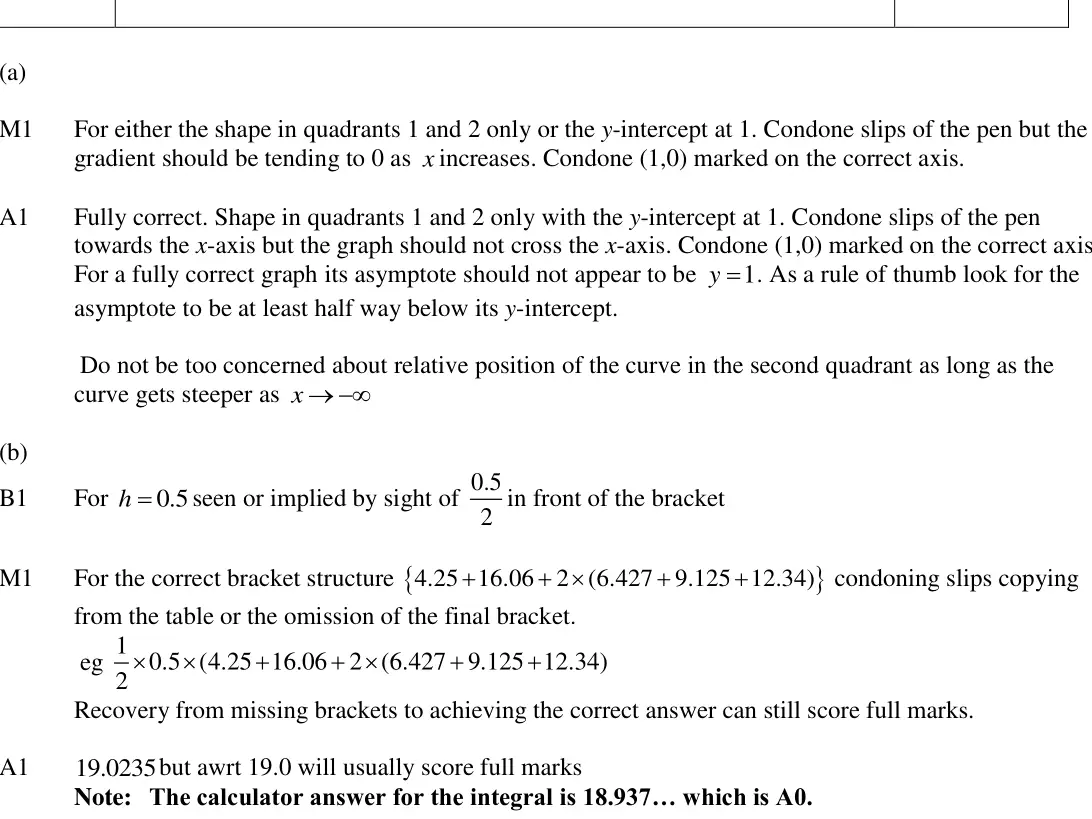 (a)
M1 For either the shape in quadrants 1 and 2 only or the y-intercept at 1. Condone slips of the pen but the
gradient should be tending to 0 as x increases. Condone (1,0) marked on the correct axis.
A1 Fully correct. Shape in quadrants 1 and 2 only with the y-intercept at 1. Condone slips of the pen
towards the x-axis but the graph should not cross the x-axis. Condone (1,0) marked on the correct axis
For a fully correct graph its asymptote should not appear to be y = 1. As a rule of thumb look for the
asymptote to be at least half way below its y-intercept.
Do not be too concerned about relative position of the curve in the second quadrant as long as the
curve gets steeper as x → −∞
(b)
B1 For h = 0.5 seen or implied by sight of 0.5/2 in front of the bracket
M1 For the correct bracket structure {4.25 + 16.06 + 2 × (6.427 + 9.125 + 12.34)} condoning slips copying
from the table or the omission of the final bracket.
eg 1/2 × 0.5 × (4.25 + 16.06 + 2 × (6.427 + 9.125 + 12.34)
Recovery from missing brackets to achieving the correct answer can still score full marks.
A1 19.0235 but awrt 19.0 will usually score full marks
Note: The calculator answer for the integral is 18.937… which is A0.